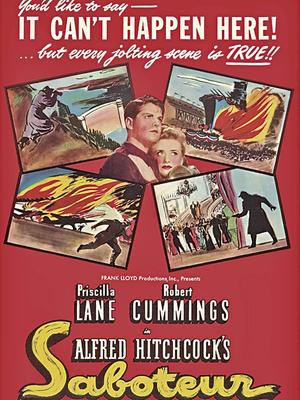 You'd like to say—
IT CAN'T HAPPEN HERE!
...but every jolting scene is TRUE!!
FRANK LLOYD Productions, Inc., Presents
Priscilla Robert
LANE CUMMINGS
in
ALFRED HITCHCOCK'S
Saboteur